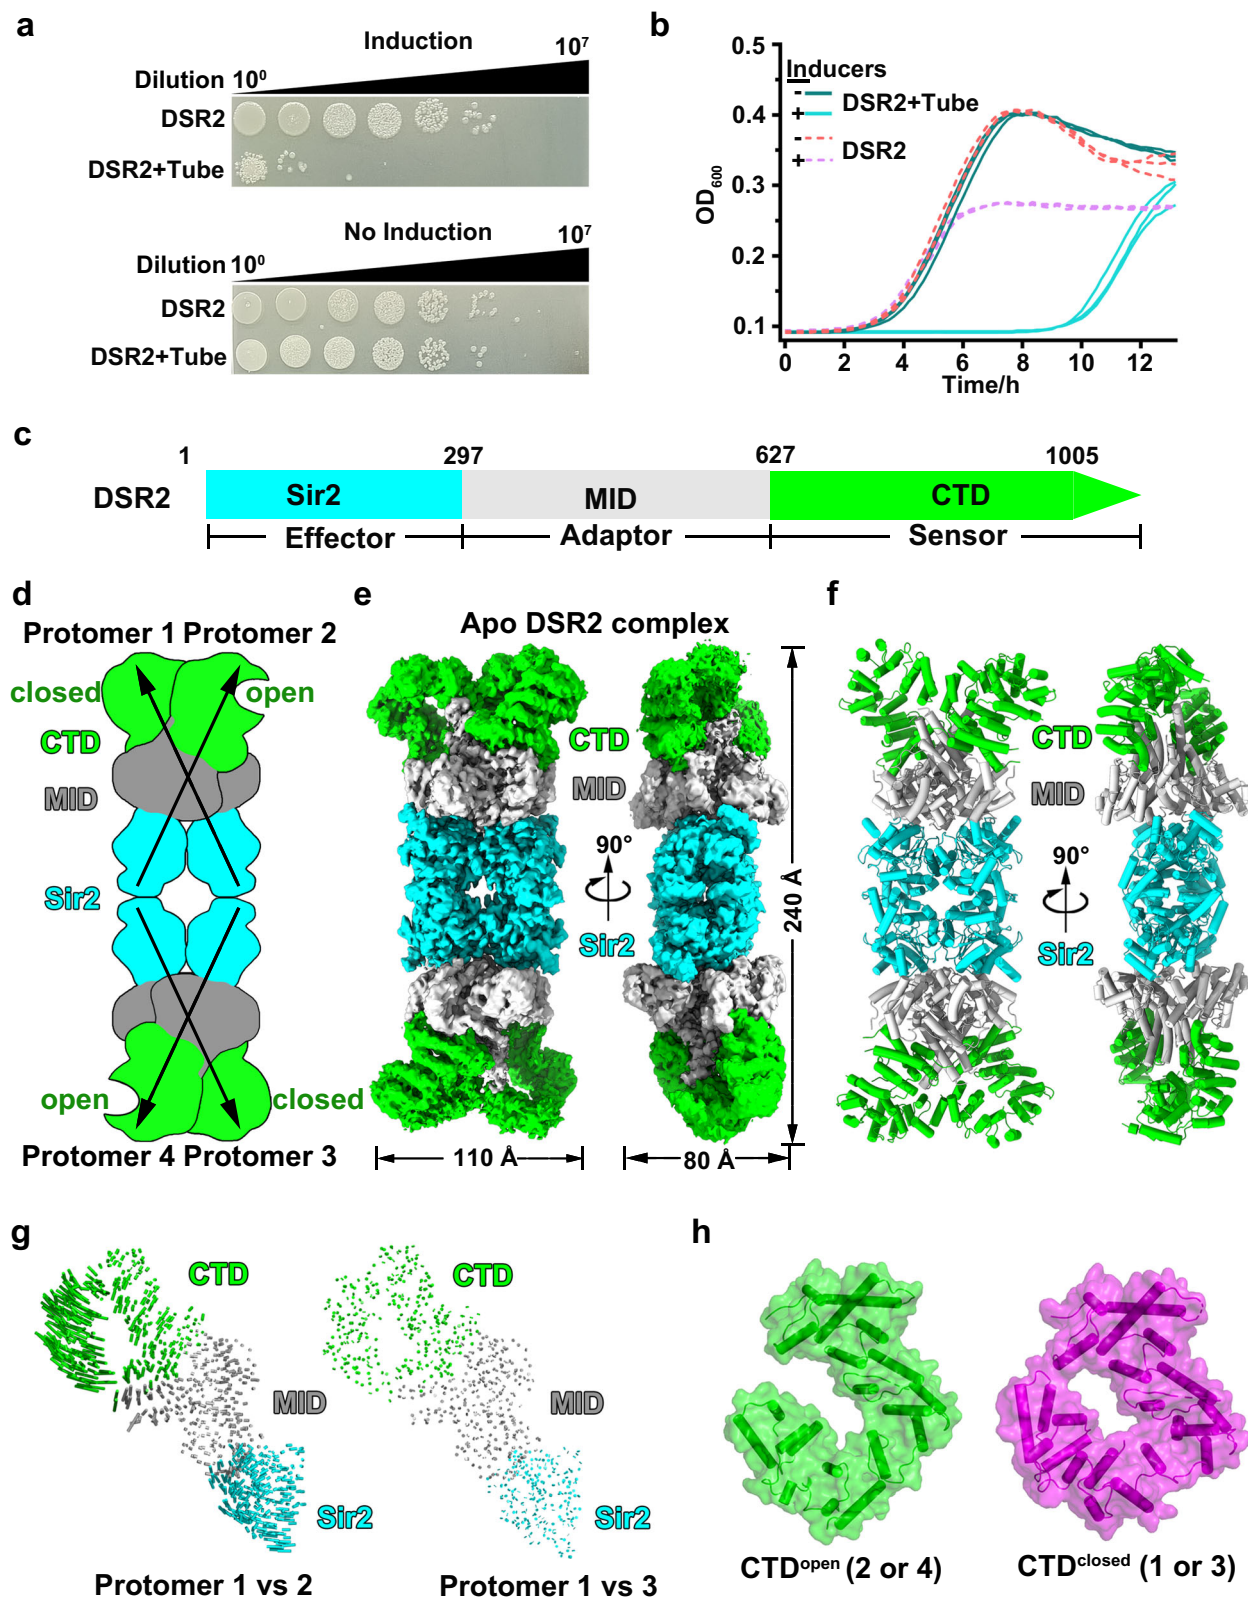 a
Induction
Dilution 10⁰ 10⁷
DSR2
DSR2+Tube
No Induction
Dilution 10⁰ 10⁷
DSR2
DSR2+Tube
b
0.5
0.4
0.3
0.2
0.1
OD₆₀₀
Inducers
- DSR2+Tube
+
- DSR2
+
0 2 4 6 8 10 12
Time/h
c
1 297 627 1005
DSR2 Sir2 MID CTD
Effector Adaptor Sensor
d
Protomer 1 Protomer 2
closed open
CTD
MID
Sir2
open closed
Protomer 4 Protomer 3
e
Apo DSR2 complex
CTD
MID
90°
Sir2
240 Å
110 Å 80 Å
f
CTD
MID
90°
Sir2
g
CTD CTD
MID MID
Sir2 Sir2
Protomer 1 vs 2 Protomer 1 vs 3
h
CTDᵒᵖᵉⁿ (2 or 4) CTDᶜˡᵒˢᵉᵈ (1 or 3)